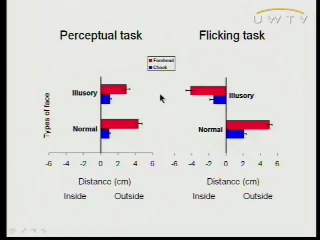 UWTV
Perceptual task
Flicking task
Forehead
Cheek
Types of face
Illusory
Normal
-6 -4 -2 0 2 4 6
Distance (cm)
Inside Outside
Illusory
Normal
-6 -4 -2 0 2 4 6
Distance (cm)
Inside Outside